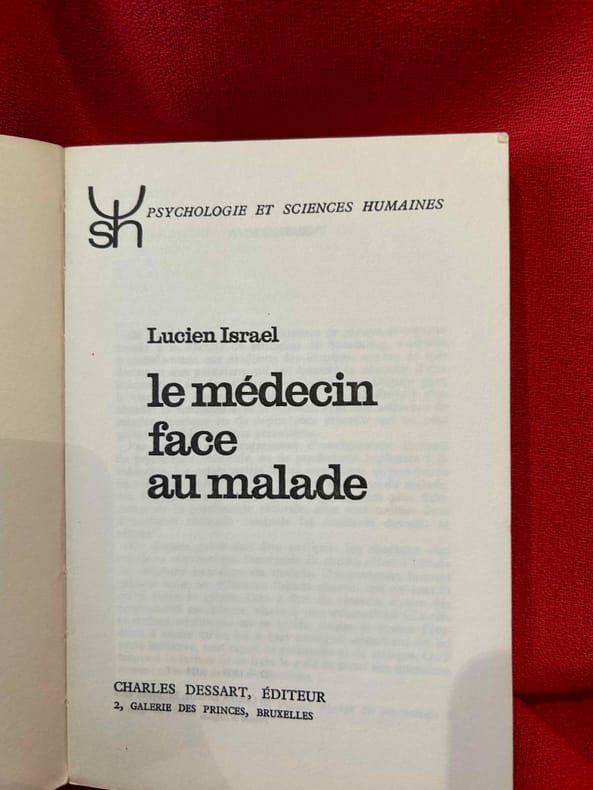 sh
PSYCHOLOGIE ET SCIENCES HUMAINES
Lucien Israel
le médecin
face
au malade
CHARLES DESSART, ÉDITEUR
2, GALERIE DES PRINCES, BRUXELLES